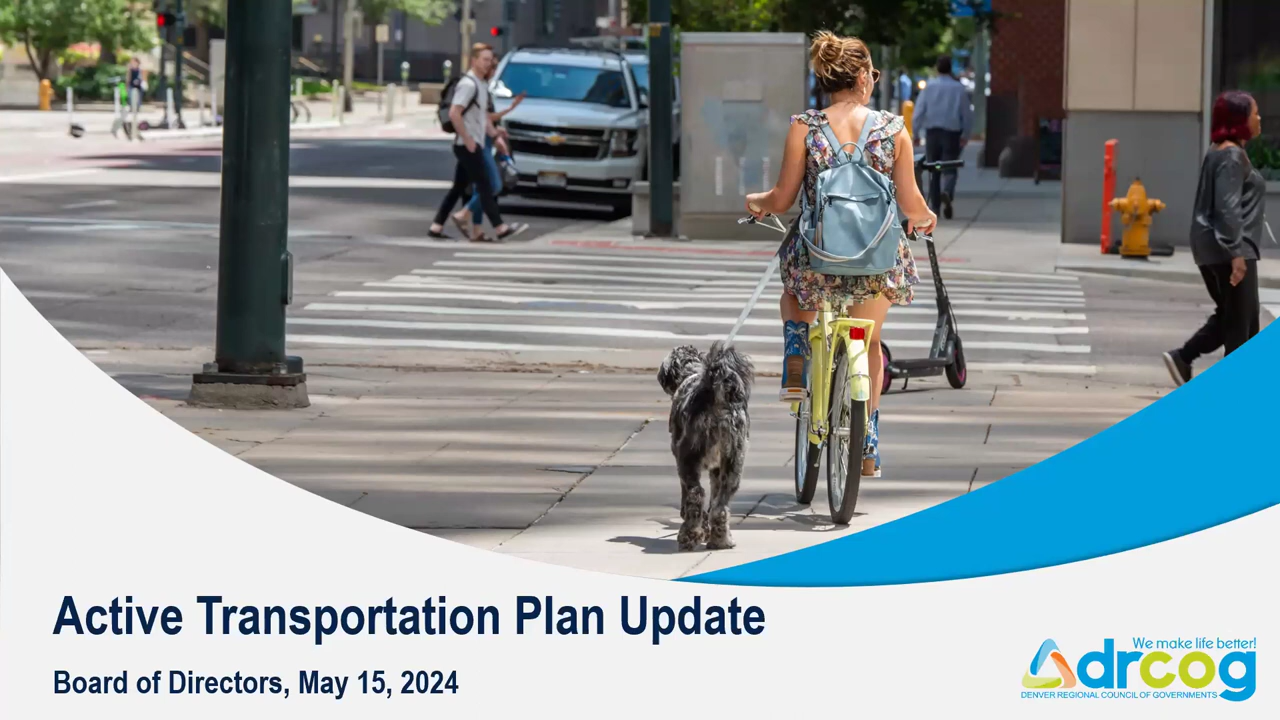 Active Transportation Plan Update
Board of Directors, May 15, 2024
We make life better!
drcog
DENVER REGIONAL COUNCIL OF GOVERNMENTS